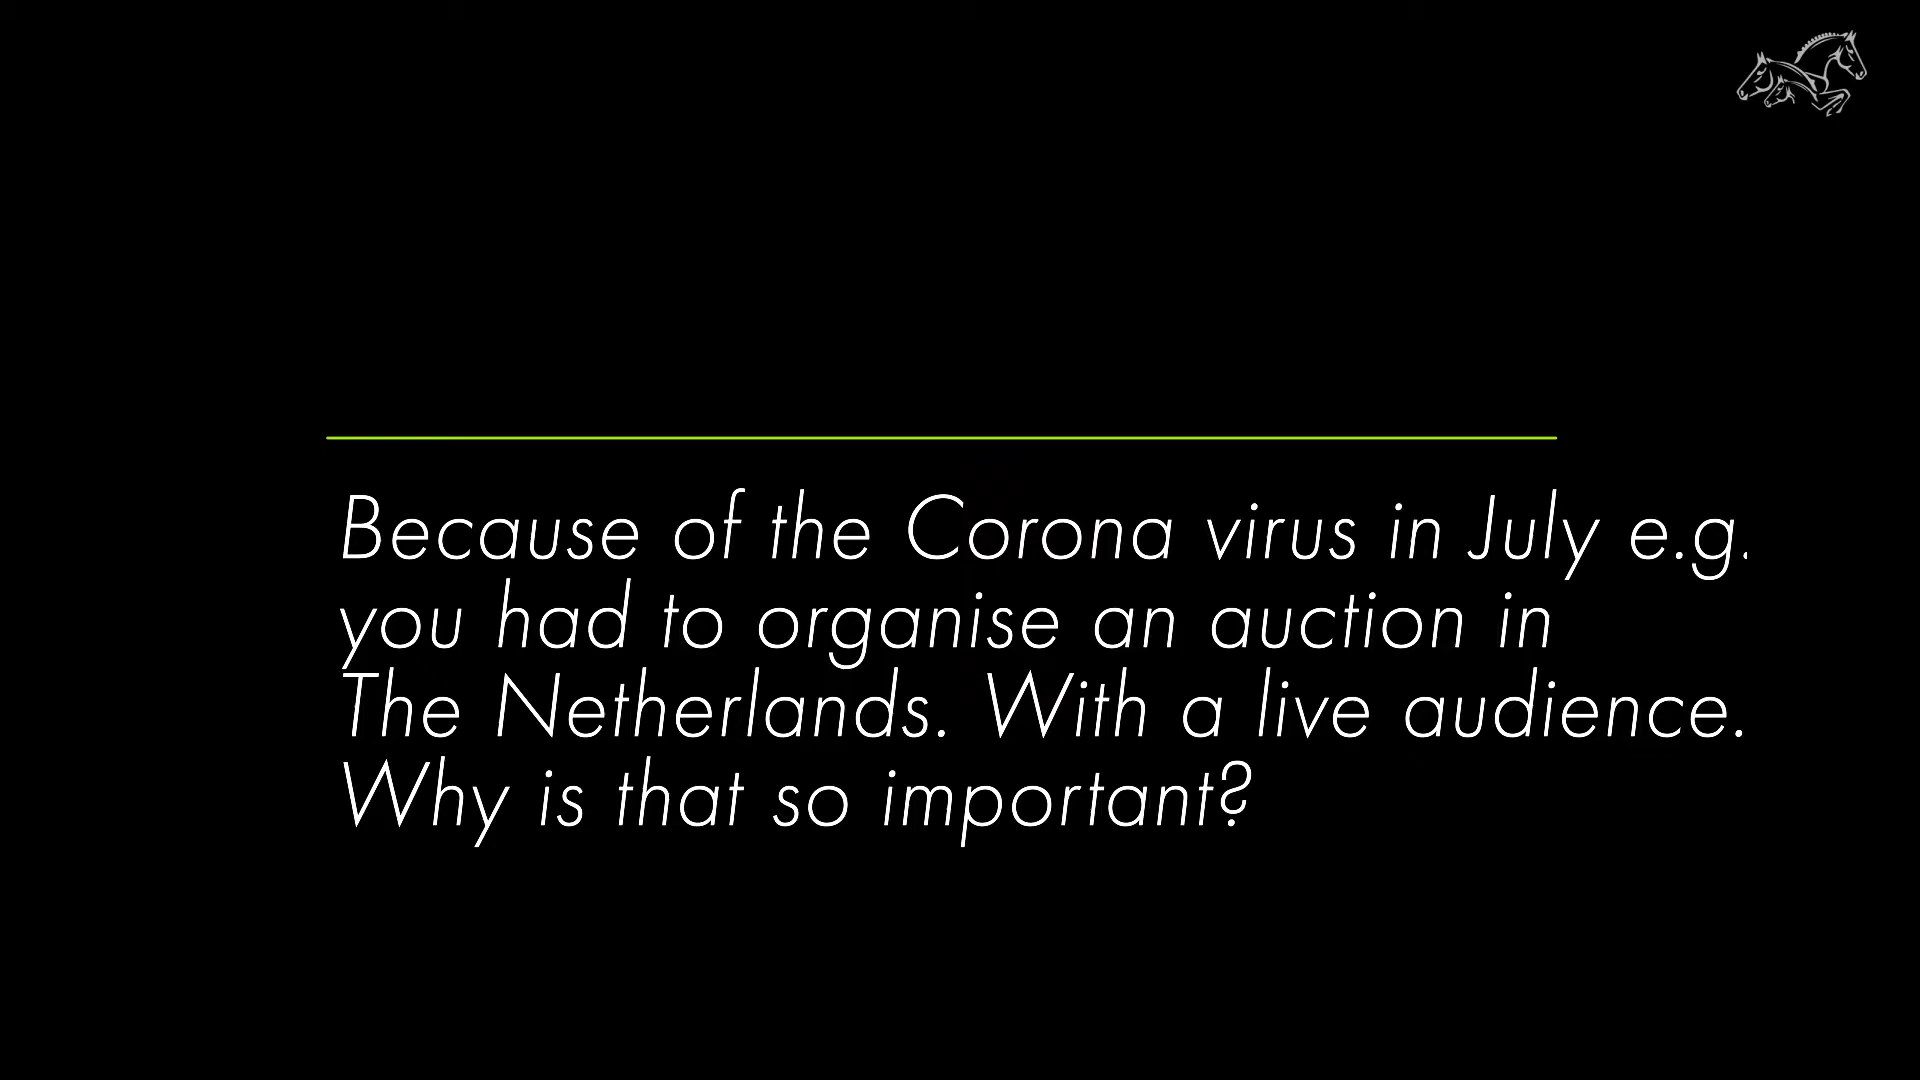 Because of the Corona virus in July e.g.
you had to organise an auction in
The Netherlands. With a live audience.
Why is that so important?